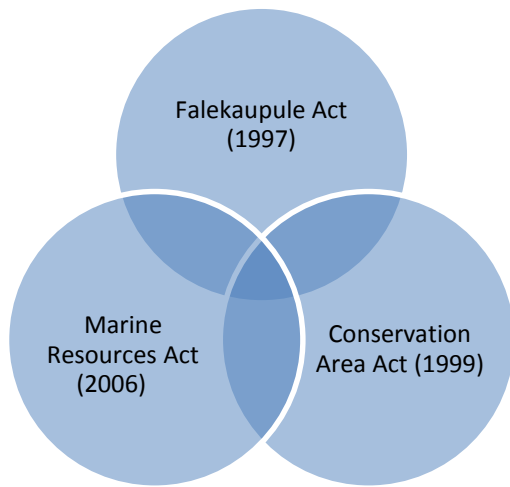 Falekaupule Act
(1997)
Marine
Resources Act
(2006)
Conservation
Area Act (1999)